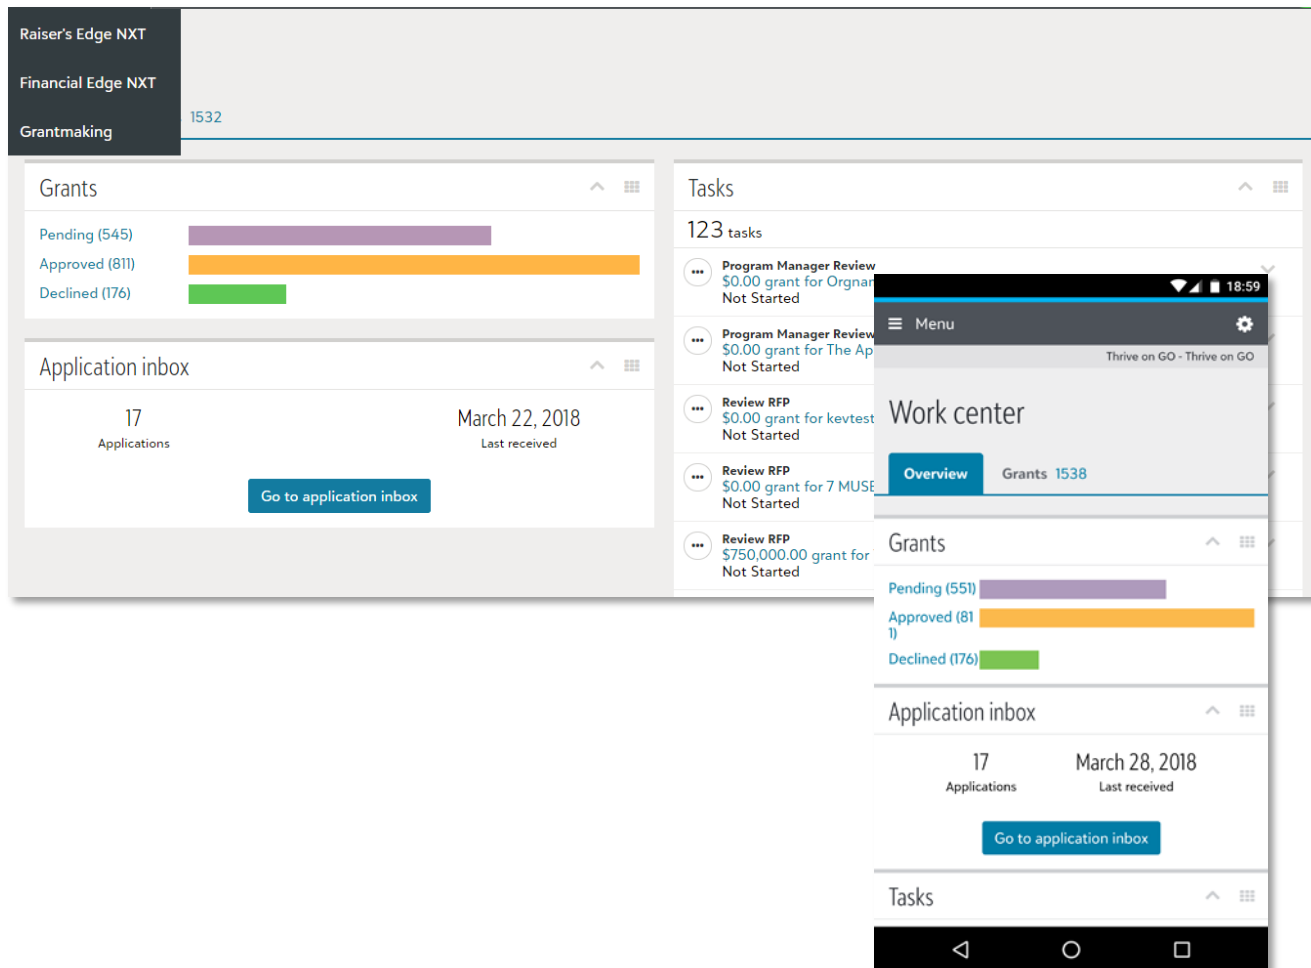 Raiser's Edge NXT
Financial Edge NXT
Grantmaking
1532
Grants
Pending (545)
Approved (811)
Declined (176)
Application inbox
17
March 22, 2018
Applications
Last received
Go to application inbox
Tasks
123 tasks
Program Manager Review
$0.00 grant for Orgnar
Not Started
Program Manager Review
$0.00 grant for The Ap
Not Started
Review RFP
$0.00 grant for kevtest
Not Started
Review RFP
$0.00 grant for 7 MUSE
Not Started
Review RFP
$750,000.00 grant for
Not Started
18:59
Menu
Thrive on GO - Thrive on GO
Work center
Overview
Grants 1538
Grants
Pending (551)
Approved (81
1)
Declined (176)
Application inbox
17
March 28, 2018
Applications
Last received
Go to application inbox
Tasks